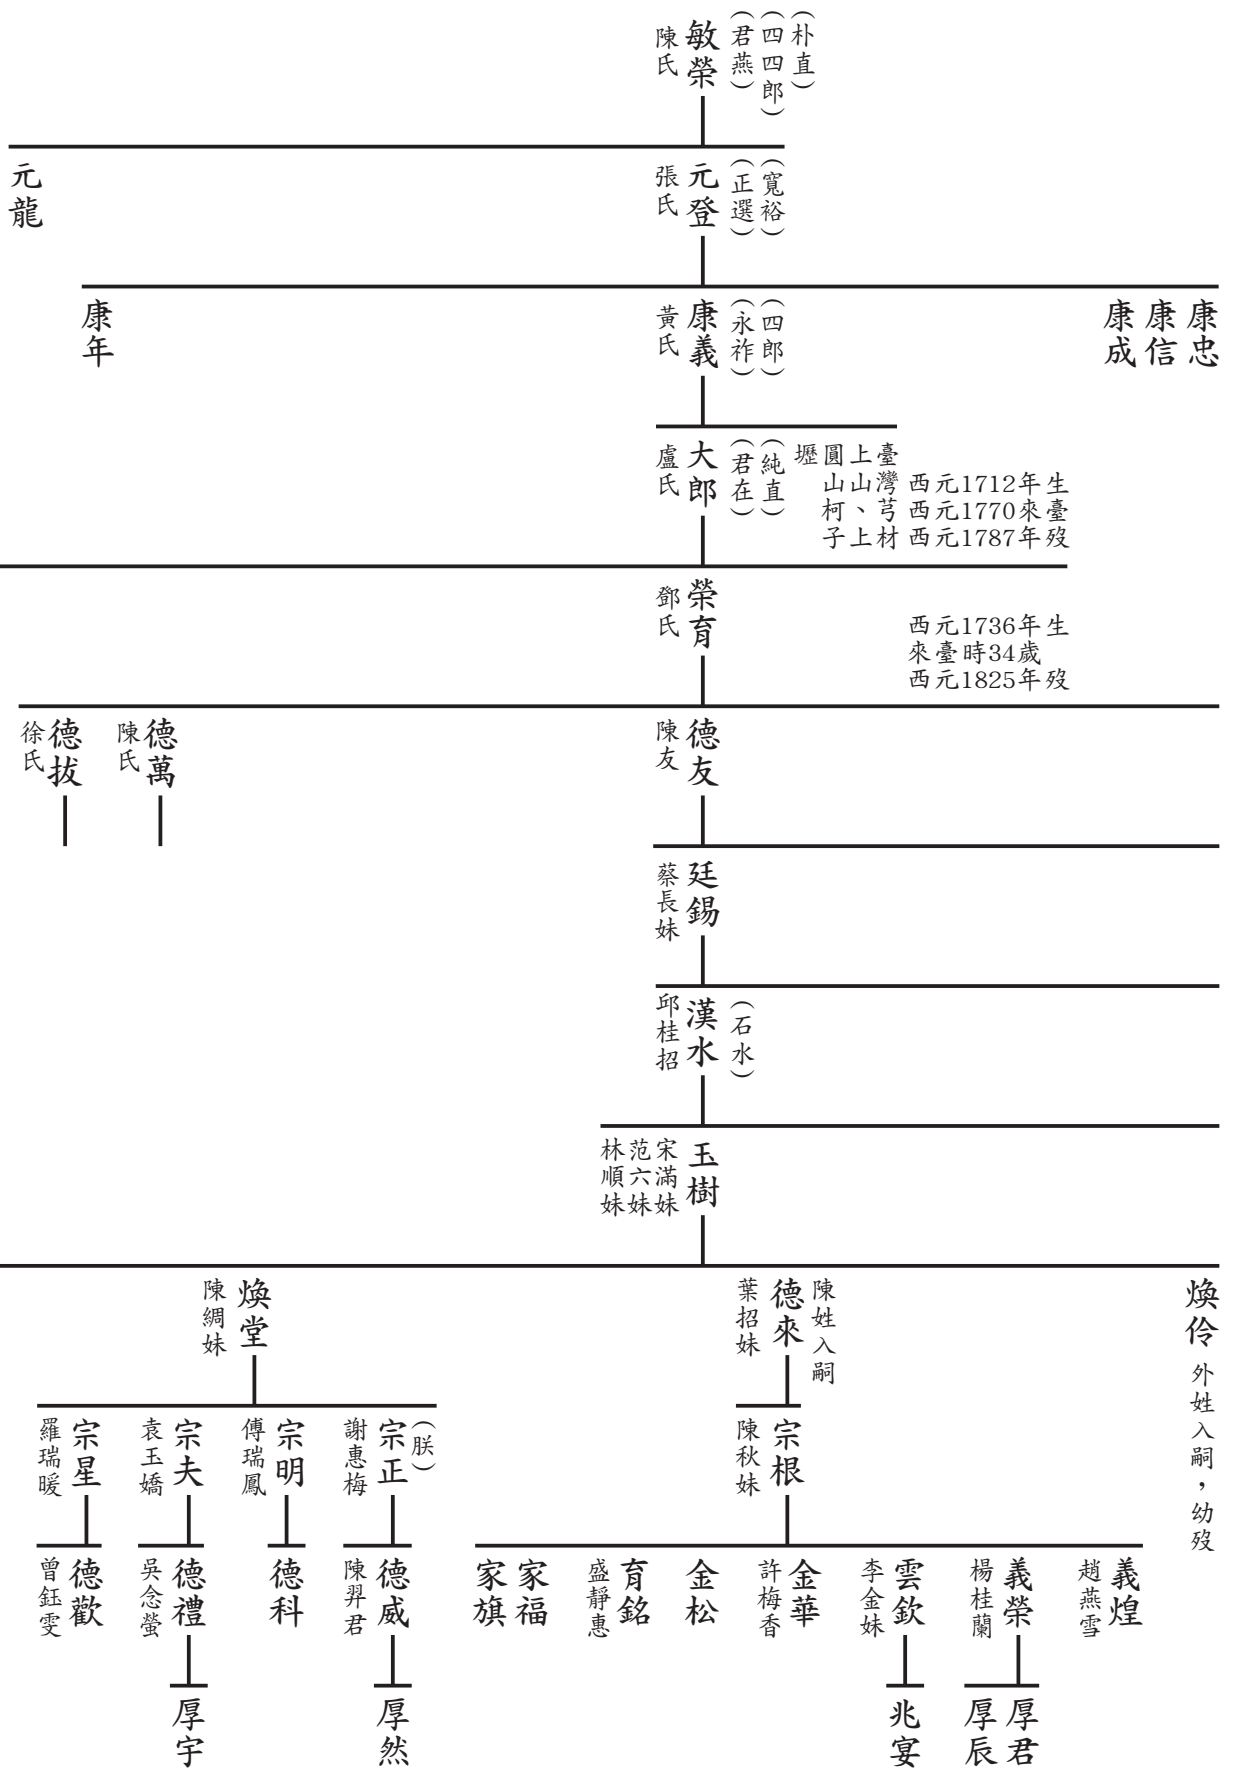 (朴直)
(四四郎)
(君燕)
敏榮
陳氏
(寬裕)
(正選)
元登
張氏
元龍
康忠
康信
康成
(四郎)
(永祚)
康義
黃氏
康年
西元1712年生
西元1770來臺
西元1787年歿
臺灣芎林
上山、上
圓山柯子
壢
(純直)
(君在)
大郎
盧氏
西元1736年生
來臺時34歲
西元1825年歿
榮育
鄧氏
德友
陳友
德萬
陳氏
德拔
徐氏
廷錫
蔡長妹
(石水)
漢水
邱桂招
玉樹
宋滿妹
范六妹
林順妹
煥伶
外姓入嗣，幼歿
陳姓入嗣
德來
葉招妹
煥堂
陳綢妹
宗根
陳秋妹
(朕)
宗正
謝惠梅
宗明
傅瑞鳳
宗夫
袁玉嬌
宗星
羅瑞暖
義煌
趙燕雪
義榮
楊桂蘭
雲欽
李金妹
金華
許梅香
金松
育銘
盛靜惠
家福
家旗
德威
陳羿君
德科
德禮
吳念螢
德歡
曾鈺雯
厚君
厚辰
兆宴
厚然
厚宇